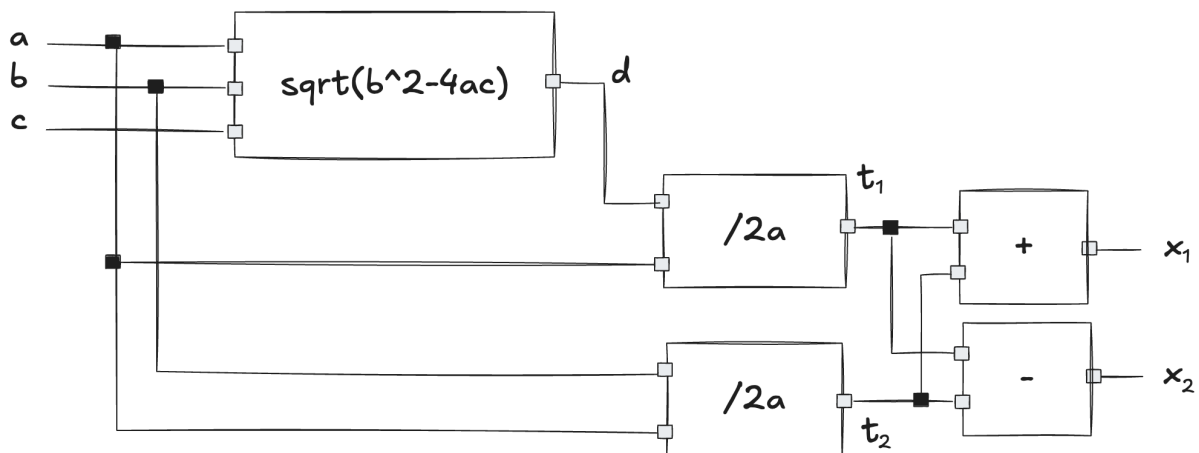 a
b
c
sqrt(b^2-4ac)
d
/2a
t₁
+
x₁
/2a
t₂
-
x₂